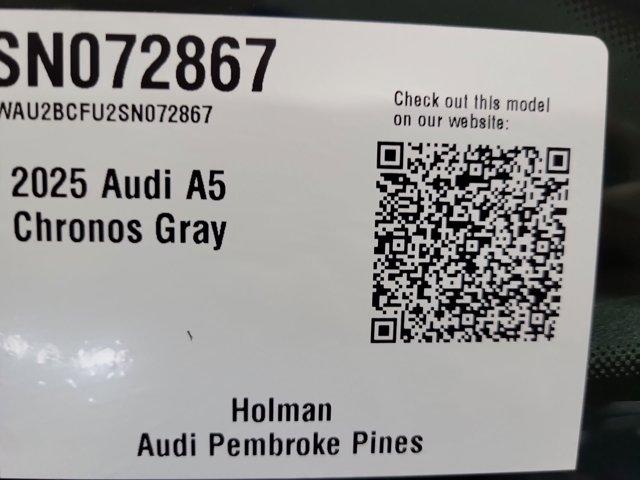 SN072867
WAU2BCFU2SN072867
Check out this model
on our website:
2025 Audi A5
Chronos Gray
Holman
Audi Pembroke Pines